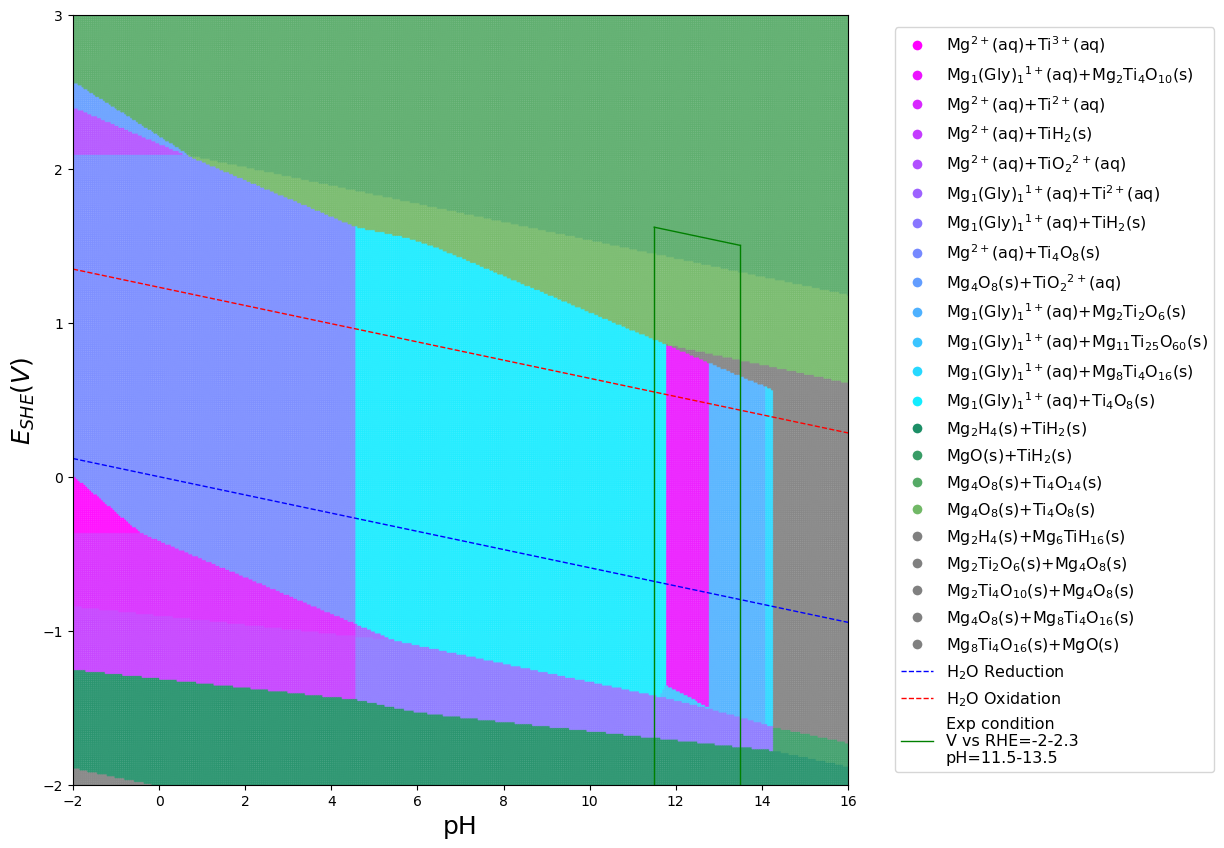 3
2
1
0
−1
−2
−2
0
2
4
6
8
10
12
14
16
pH
E_{SHE}(V)
Mg²⁺(aq)+Ti³⁺(aq)
Mg₁(Gly)₁¹⁺(aq)+Mg₂Ti₄O₁₀(s)
Mg²⁺(aq)+Ti²⁺(aq)
Mg²⁺(aq)+TiH₂(s)
Mg²⁺(aq)+TiO₂²⁺(aq)
Mg₁(Gly)₁¹⁺(aq)+Ti²⁺(aq)
Mg₁(Gly)₁¹⁺(aq)+TiH₂(s)
Mg²⁺(aq)+Ti₄O₈(s)
Mg₄O₈(s)+TiO₂²⁺(aq)
Mg₁(Gly)₁¹⁺(aq)+Mg₂Ti₂O₆(s)
Mg₁(Gly)₁¹⁺(aq)+Mg₁₁Ti₂₅O₆₀(s)
Mg₁(Gly)₁¹⁺(aq)+Mg₈Ti₄O₁₆(s)
Mg₁(Gly)₁¹⁺(aq)+Ti₄O₈(s)
Mg₂H₄(s)+TiH₂(s)
MgO(s)+TiH₂(s)
Mg₄O₈(s)+Ti₄O₁₄(s)
Mg₄O₈(s)+Ti₄O₈(s)
Mg₂H₄(s)+Mg₆TiH₁₆(s)
Mg₂Ti₂O₆(s)+Mg₄O₈(s)
Mg₂Ti₄O₁₀(s)+Mg₄O₈(s)
Mg₄O₈(s)+Mg₈Ti₄O₁₆(s)
Mg₈Ti₄O₁₆(s)+MgO(s)
H₂O Reduction
H₂O Oxidation
Exp condition
V vs RHE=-2-2.3
pH=11.5-13.5